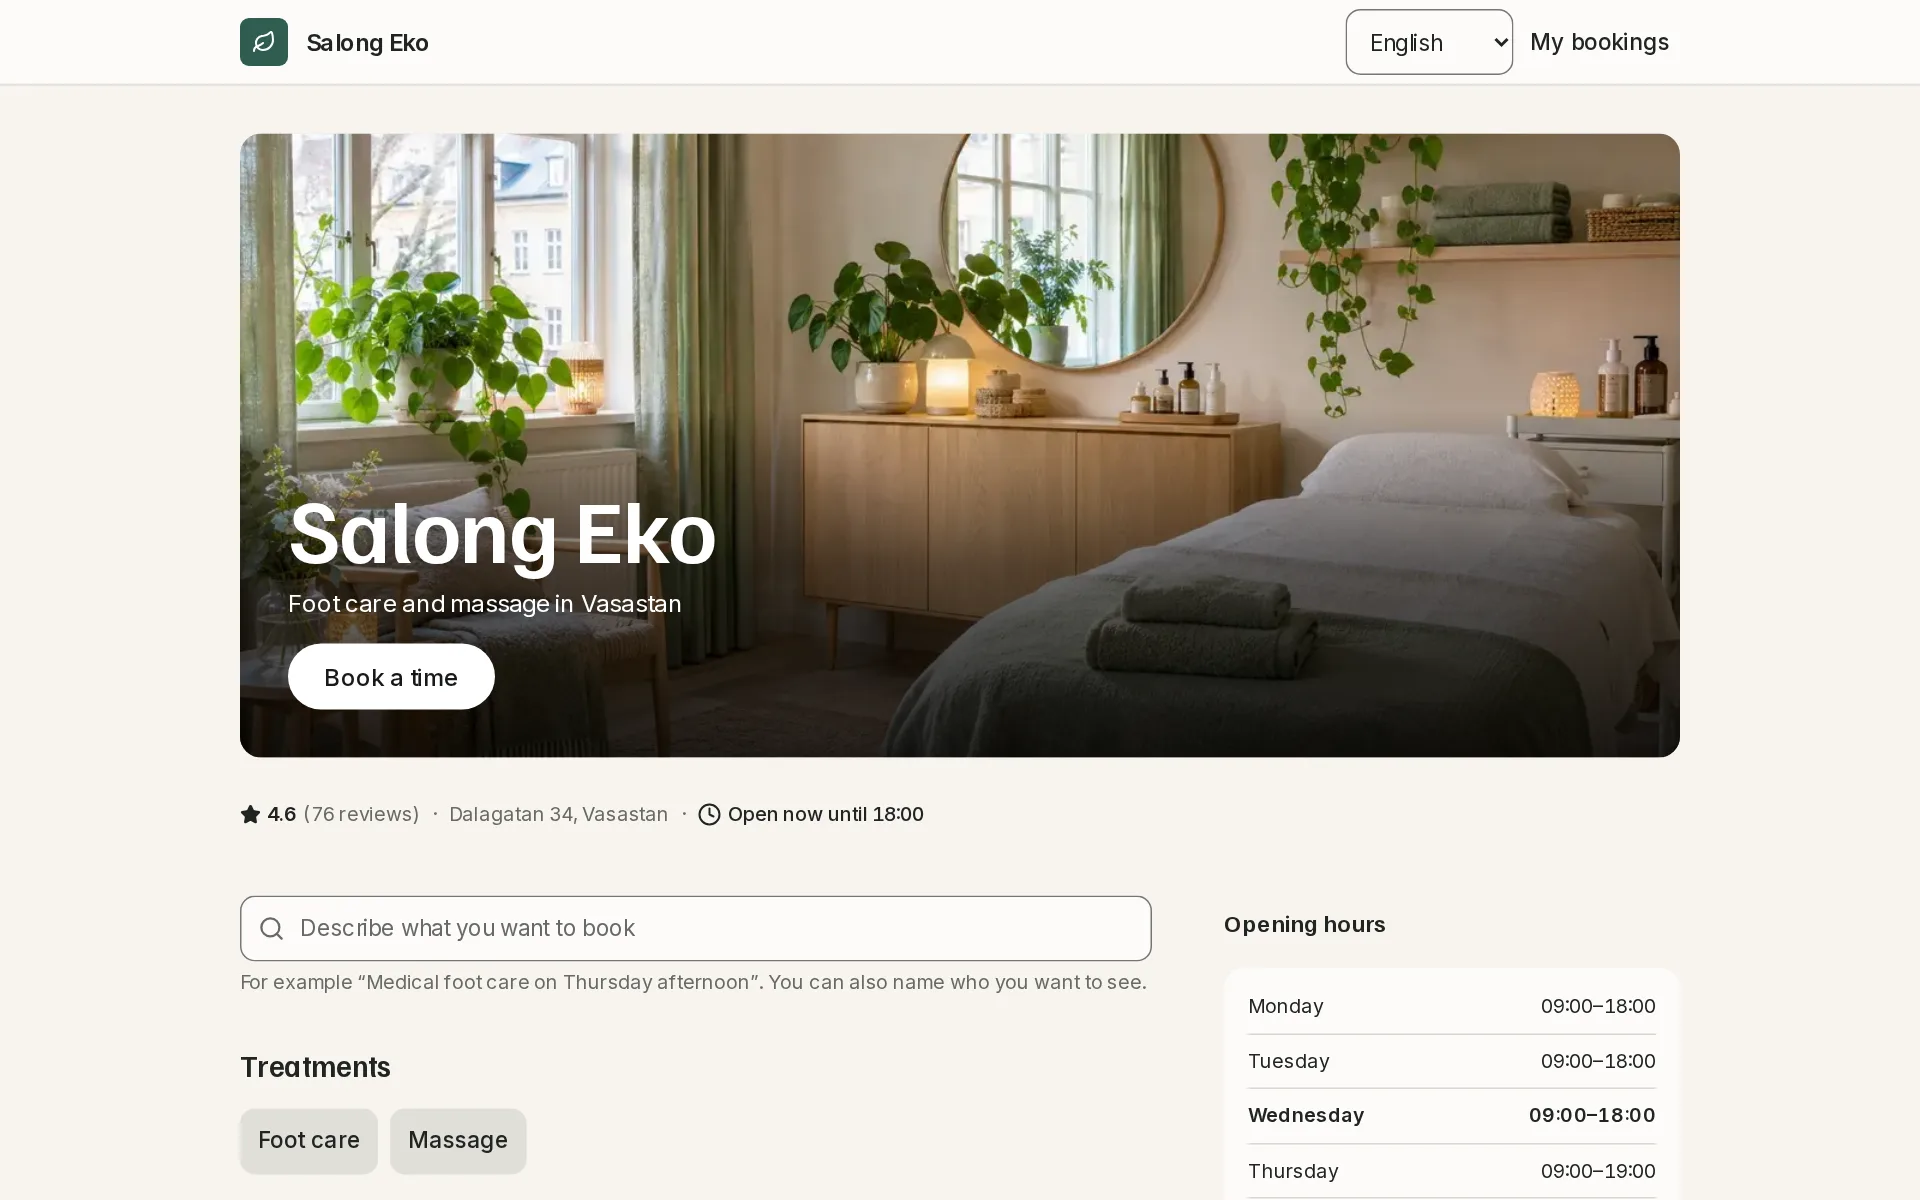 Salong Eko
English
My bookings
Salong Eko
Foot care and massage in Vasastan
Book a time
4.6 (76 reviews) · Dalagatan 34, Vasastan · Open now until 18:00
Describe what you want to book
For example “Medical foot care on Thursday afternoon”. You can also name who you want to see.
Treatments
Foot care
Massage
Opening hours
Monday 09:00–18:00
Tuesday 09:00–18:00
Wednesday 09:00–18:00
Thursday 09:00–19:00